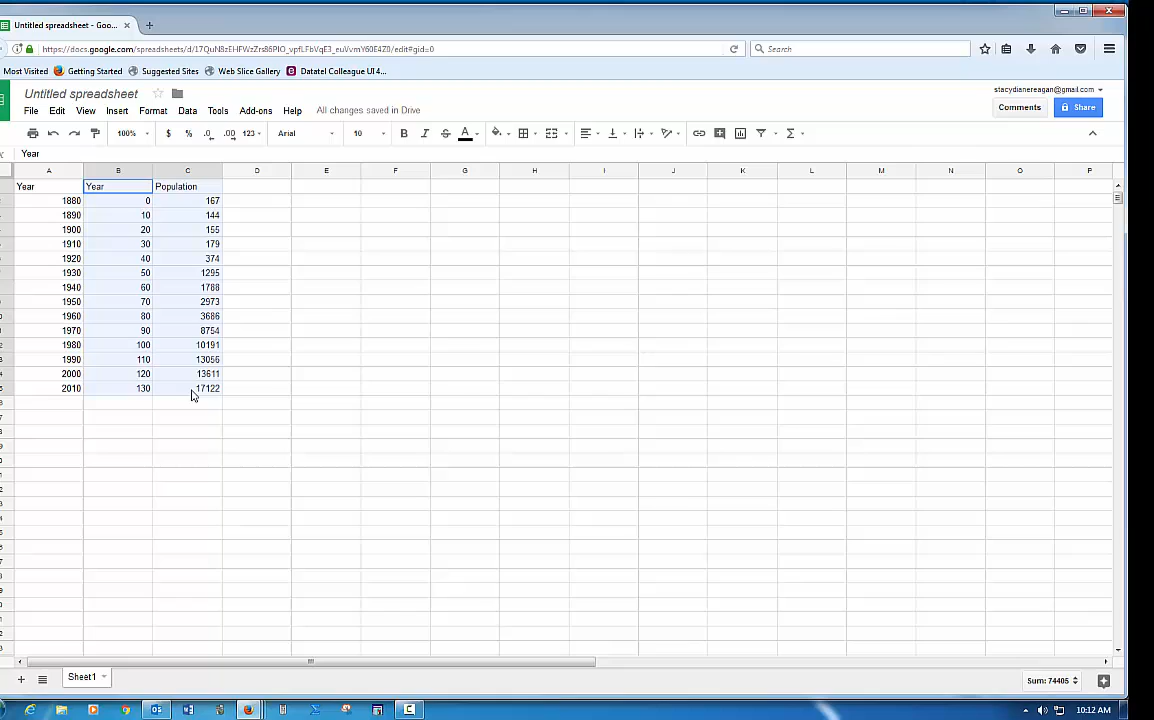 Untitled spreadsheet - Goo...
https://docs.google.com/spreadsheets/d/17QuN8zEHFWzZrs86PIO_vpfLFbVqE3_euVvmY60E4Z0/edit#gid=0
Search
Most Visited Getting Started Suggested Sites Web Slice Gallery Datatel Colleague UI 4...
Untitled spreadsheet
stacydianereagan@gmail.com
File Edit View Insert Format Data Tools Add-ons Help All changes saved in Drive
Comments Share
100% $ % .0 .00 123 Arial 10 B I S A Σ
Year
A B C D E F G H I J K L M N O P
Year Year Population
1880 0 167
1890 10 144
1900 20 155
1910 30 179
1920 40 374
1930 50 1295
1940 60 1788
1950 70 2973
1960 80 3686
1970 90 8754
1980 100 10191
1990 110 13056
2000 120 13611
2010 130 17122
Sheet1
Sum: 74405
10:12 AM